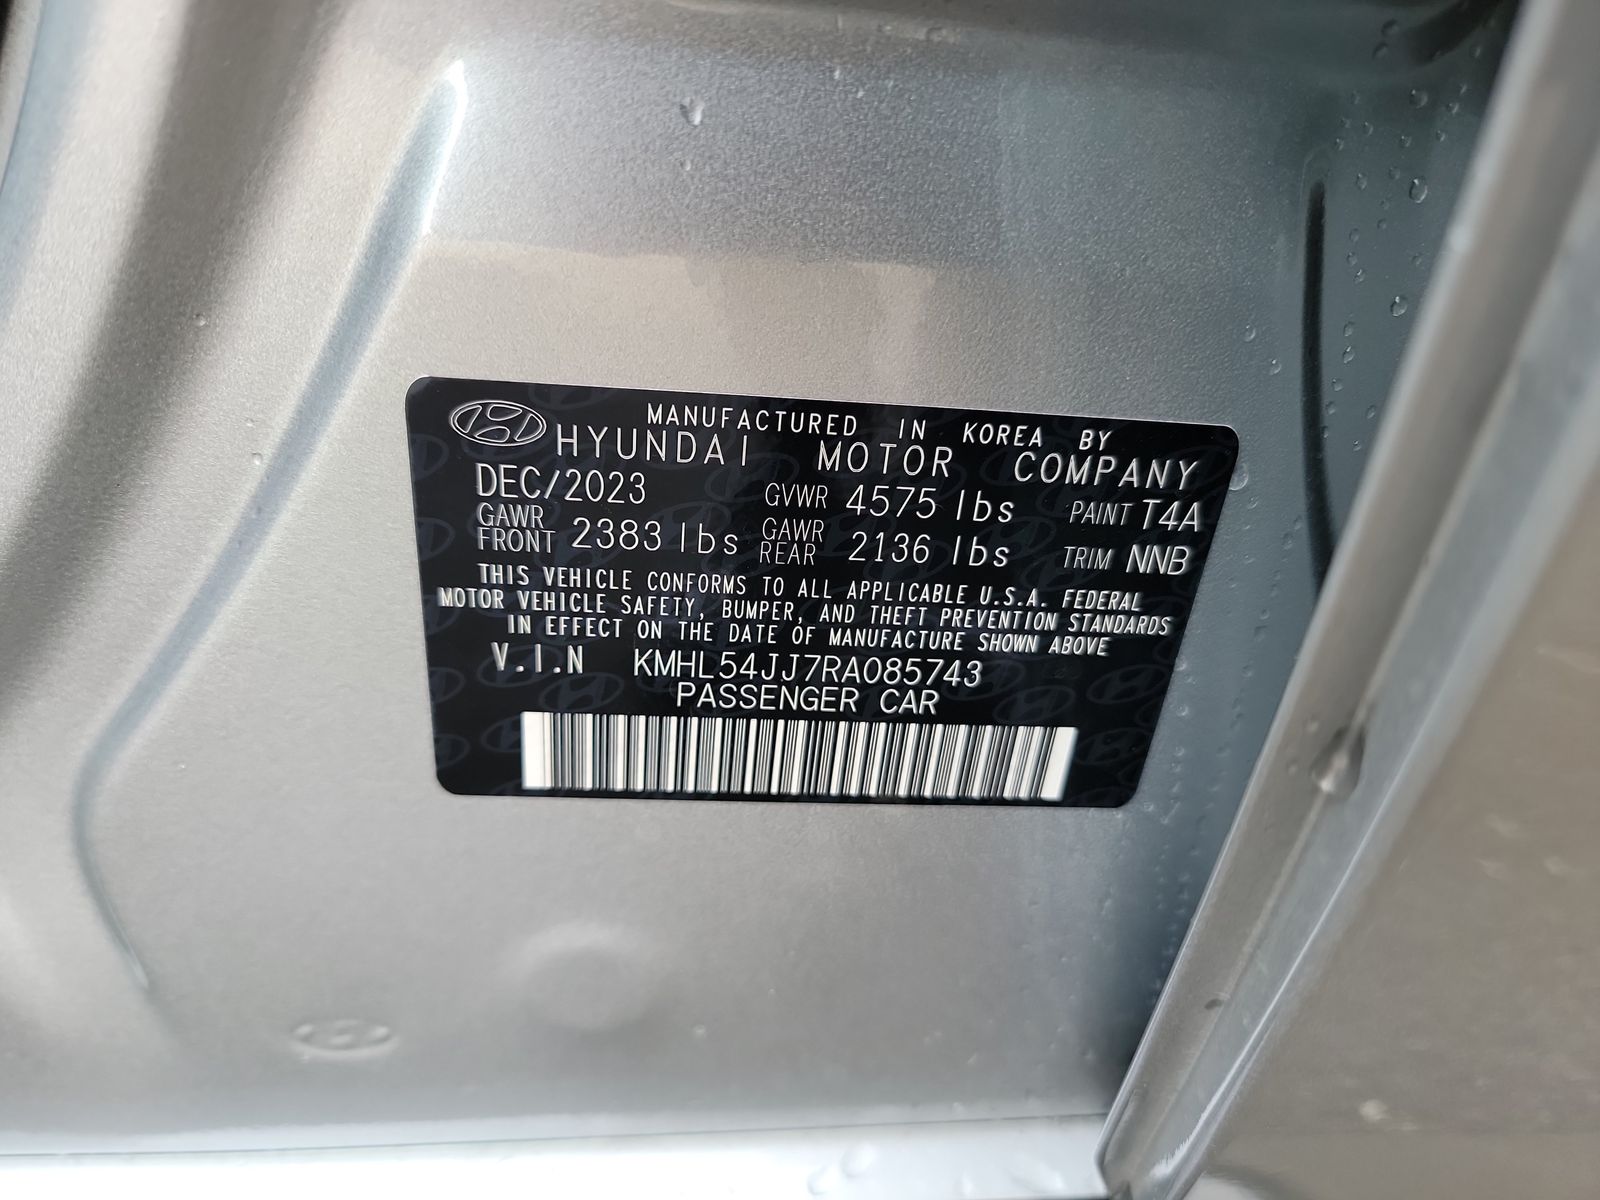 MANUFACTURED IN KOREA BY
HYUNDAI MOTOR COMPANY
DEC/2023 GVWR 4575 lbs PAINT T4A
GAWR FRONT 2383 lbs GAWR REAR 2136 lbs TRIM NNB
THIS VEHICLE CONFORMS TO ALL APPLICABLE U.S.A. FEDERAL
MOTOR VEHICLE SAFETY, BUMPER, AND THEFT PREVENTION STANDARDS
IN EFFECT ON THE DATE OF MANUFACTURE SHOWN ABOVE
V.I.N KMHL54JJ7RA085743
PASSENGER CAR